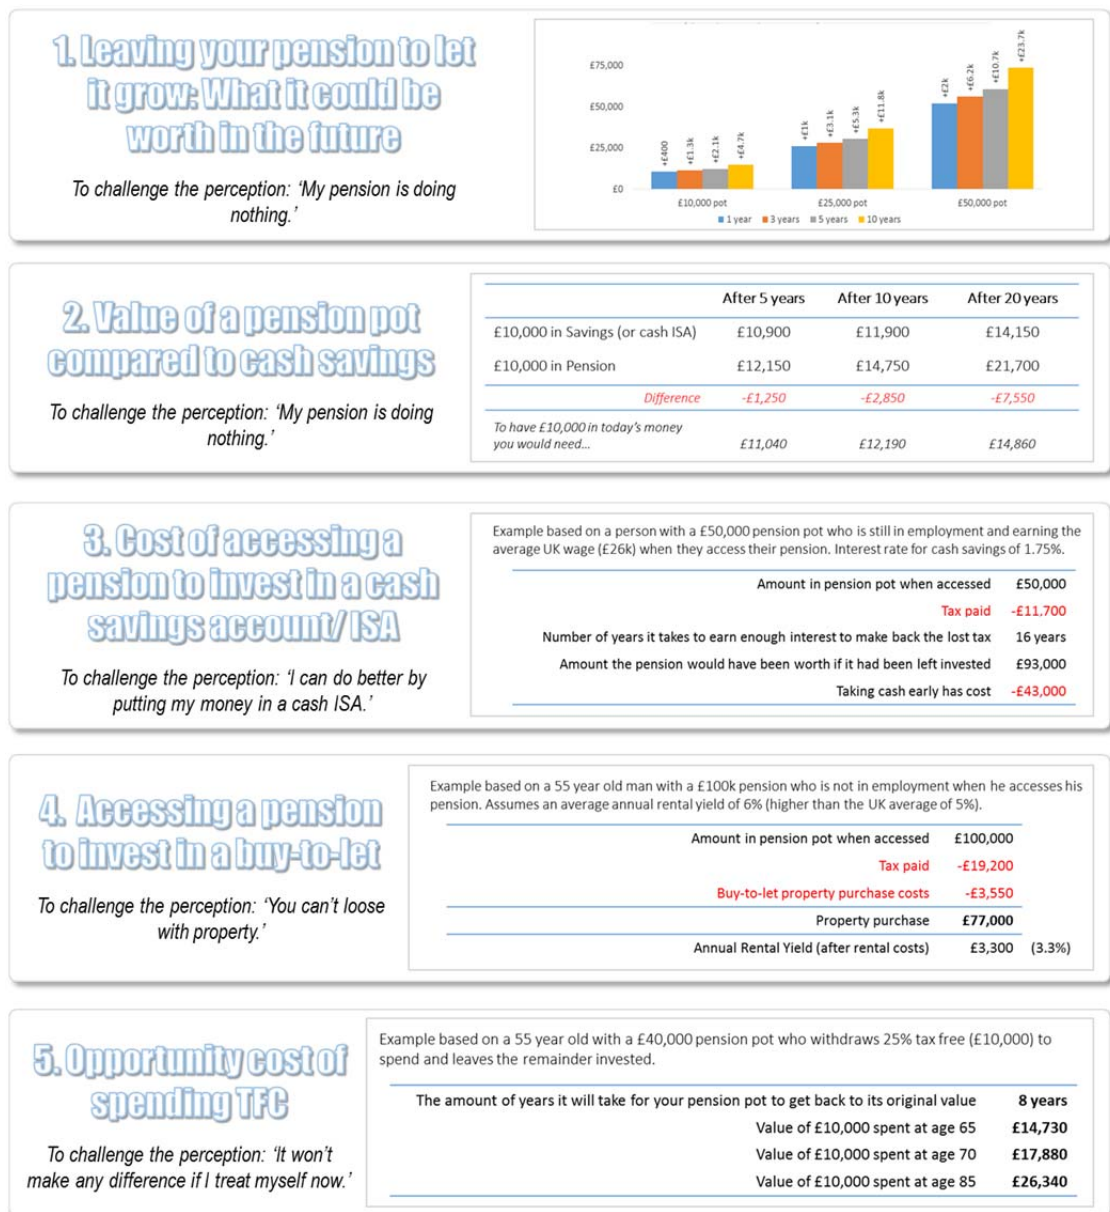 1. Leaving your pension to let
it grow: What it could be
worth in the future
To challenge the perception: ‘My pension is doing
nothing.’
£75,000
£50,000
£25,000
£0
+£400
+£1.3k
+£2.1k
+£4.7k
+£1k
+£3.1k
+£5.3k
+£11.8k
+£2k
+£6.2k
+£10.7k
+£23.7k
£10,000 pot
£25,000 pot
£50,000 pot
1 year 3 years 5 years 10 years
2. Value of a pension pot
compared to cash savings
To challenge the perception: ‘My pension is doing
nothing.’
After 5 years After 10 years After 20 years
£10,000 in Savings (or cash ISA) £10,900 £11,900 £14,150
£10,000 in Pension £12,150 £14,750 £21,700
Difference -£1,250 -£2,850 -£7,550
To have £10,000 in today’s money
you would need... £11,040 £12,190 £14,860
3. Cost of accessing a
pension to invest in a cash
savings account/ ISA
To challenge the perception: ‘I can do better by
putting my money in a cash ISA.’
Example based on a person with a £50,000 pension pot who is still in employment and earning the
average UK wage (£26k) when they access their pension. Interest rate for cash savings of 1.75%.
Amount in pension pot when accessed £50,000
Tax paid -£11,700
Number of years it takes to earn enough interest to make back the lost tax 16 years
Amount the pension would have been worth if it had been left invested £93,000
Taking cash early has cost -£43,000
4. Accessing a pension
to invest in a buy-to-let
To challenge the perception: ‘You can’t loose
with property.’
Example based on a 55 year old man with a £100k pension who is not in employment when he accesses his
pension. Assumes an average annual rental yield of 6% (higher than the UK average of 5%).
Amount in pension pot when accessed £100,000
Tax paid -£19,200
Buy-to-let property purchase costs -£3,550
Property purchase £77,000
Annual Rental Yield (after rental costs) £3,300 (3.3%)
5. Opportunity cost of
spending TFC
To challenge the perception: ‘It won’t
make any difference if I treat myself now.’
Example based on a 55 year old with a £40,000 pension pot who withdraws 25% tax free (£10,000) to
spend and leaves the remainder invested.
The amount of years it will take for your pension pot to get back to its original value 8 years
Value of £10,000 spent at age 65 £14,730
Value of £10,000 spent at age 70 £17,880
Value of £10,000 spent at age 85 £26,340